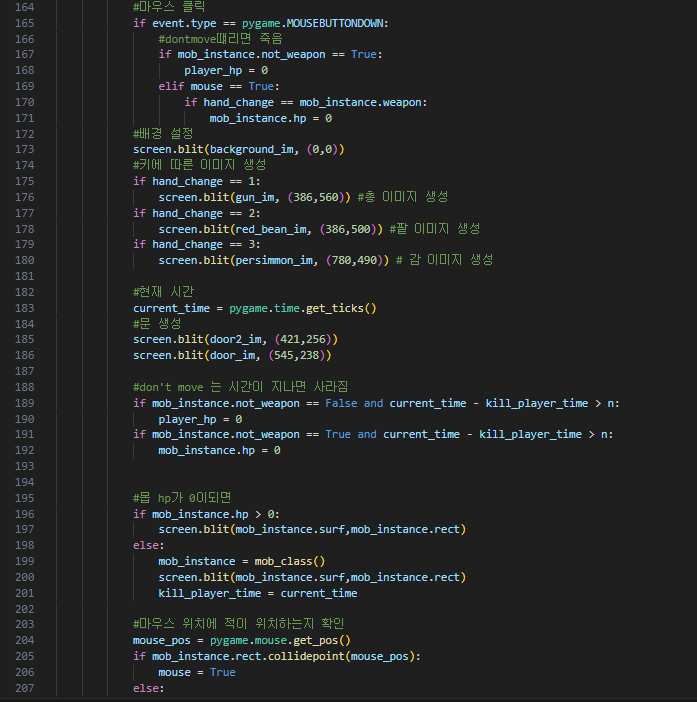 164 #마우스 클릭
165 if event.type == pygame.MOUSEBUTTONDOWN:
166 #dontmove떄리면 죽음
167 if mob_instance.not_weapon == True:
168 player_hp = 0
169 elif mouse == True:
170 if hand_change == mob_instance.weapon:
171 mob_instance.hp = 0
172 #배경 설정
173 screen.blit(background_im, (0,0))
174 #키에 따른 이미지 생성
175 if hand_change == 1:
176 screen.blit(gun_im, (386,560)) #총 이미지 생성
177 if hand_change == 2:
178 screen.blit(red_bean_im, (386,500)) #팥 이미지 생성
179 if hand_change == 3:
180 screen.blit(persimmon_im, (780,490)) # 감 이미지 생성
181
182 #현재 시간
183 current_time = pygame.time.get_ticks()
184 #문 생성
185 screen.blit(door2_im, (421,256))
186 screen.blit(door_im, (545,238))
187
188 #don't move 는 시간이 지나면 사라짐
189 if mob_instance.not_weapon == False and current_time - kill_player_time > n:
190 player_hp = 0
191 if mob_instance.not_weapon == True and current_time - kill_player_time > n:
192 mob_instance.hp = 0
193
194
195 #몹 hp가 0이되면
196 if mob_instance.hp > 0:
197 screen.blit(mob_instance.surf,mob_instance.rect)
198 else:
199 mob_instance = mob_class()
200 screen.blit(mob_instance.surf,mob_instance.rect)
201 kill_player_time = current_time
202
203 #마우스 위치에 적이 위치하는지 확인
204 mouse_pos = pygame.mouse.get_pos()
205 if mob_instance.rect.collidepoint(mouse_pos):
206 mouse = True
207 else: